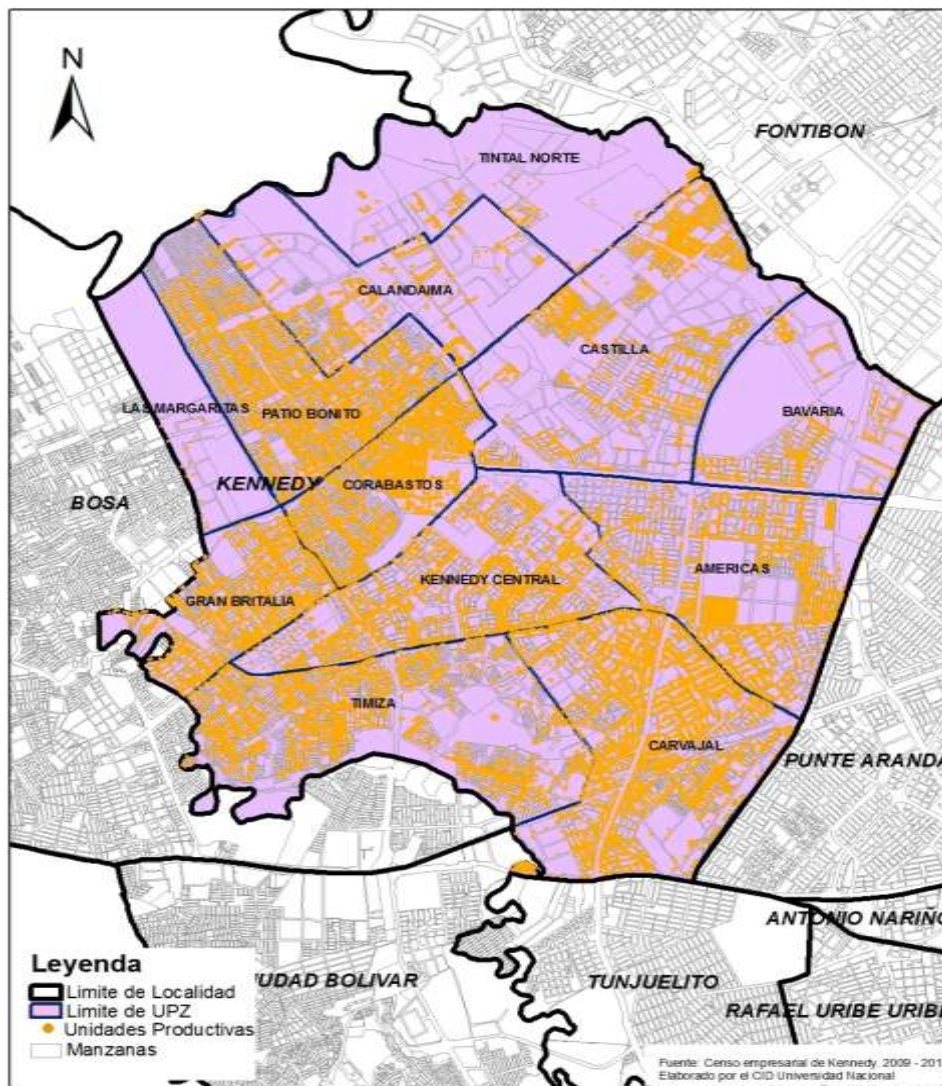 N
FONTIBON
TINTAL NORTE
CALANDAIMA
CASTILLA
LAS MARGARITAS
PATIO BONITO
BAVARIA
BOSA
KENNEDY
CORABASTOS
AMERICAS
KENNEDY CENTRAL
GRAN BRITALIA
TIMIZA
CARVAJAL
PUNTE ARANDA
ANTONIO NARIÑO
UDAD BOLIVAR
TUNJUELITO
RAFAEL URIBE URIBE
Leyenda
Limite de Localidad
Limite de UPZ
Unidades Productivas
Manzanas
Fuente: Censo empresarial de Kennedy. 2009 - 201
Elaborado por el CID Universidad Nacional